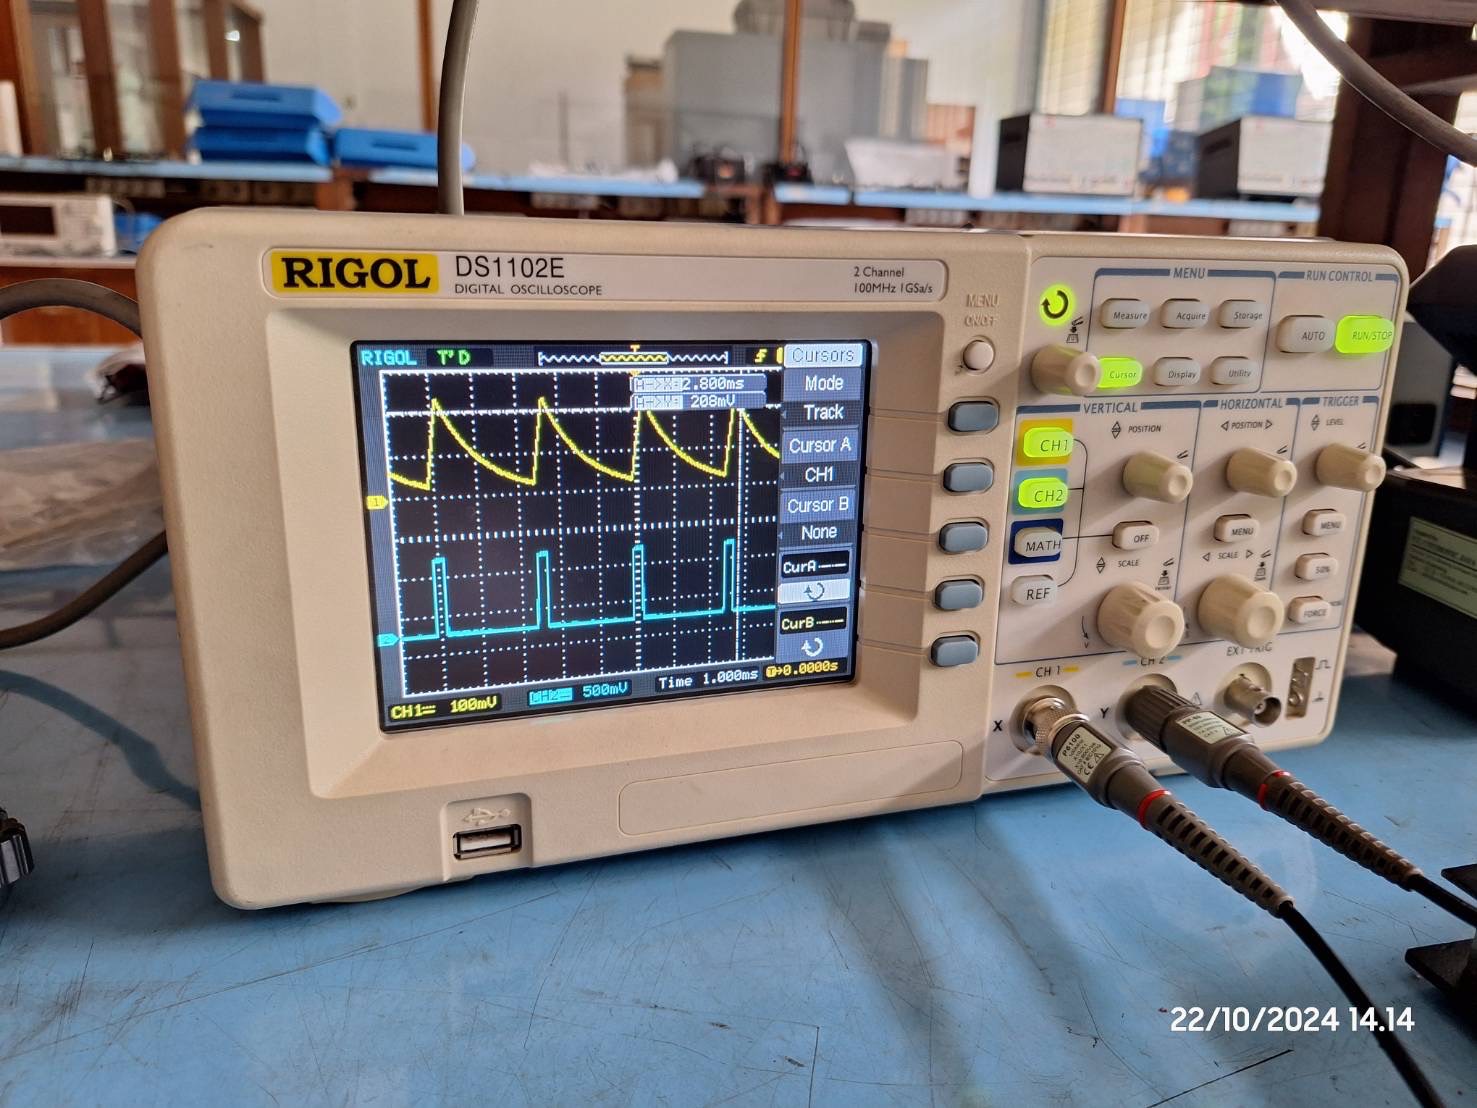 RIGOL DS1102E
DIGITAL OSCILLOSCOPE
2 Channel
100MHz 1GSa/s
MENU
ON/OFF
RIGOL T'D
Cursors
A->X: 2.800ms
A->Y: 208mV
Mode
Track
Cursor A
CH1
Cursor B
None
CurA
CurB
CH1 100mV CH2 500mV Time 1.000ms T→0.0000s
MENU
Measure Acquire Storage
Cursor Display Utility
RUN CONTROL
AUTO RUN/STOP
VERTICAL
POSITION
CH1
CH2
MATH OFF
REF
SCALE
HORIZONTAL
POSITION
MENU
SCALE
TRIGGER
LEVEL
MENU
50%
FORCE
CH 1
CH 2
EXT TRIG
X
Y
P6100
22/10/2024 14.14